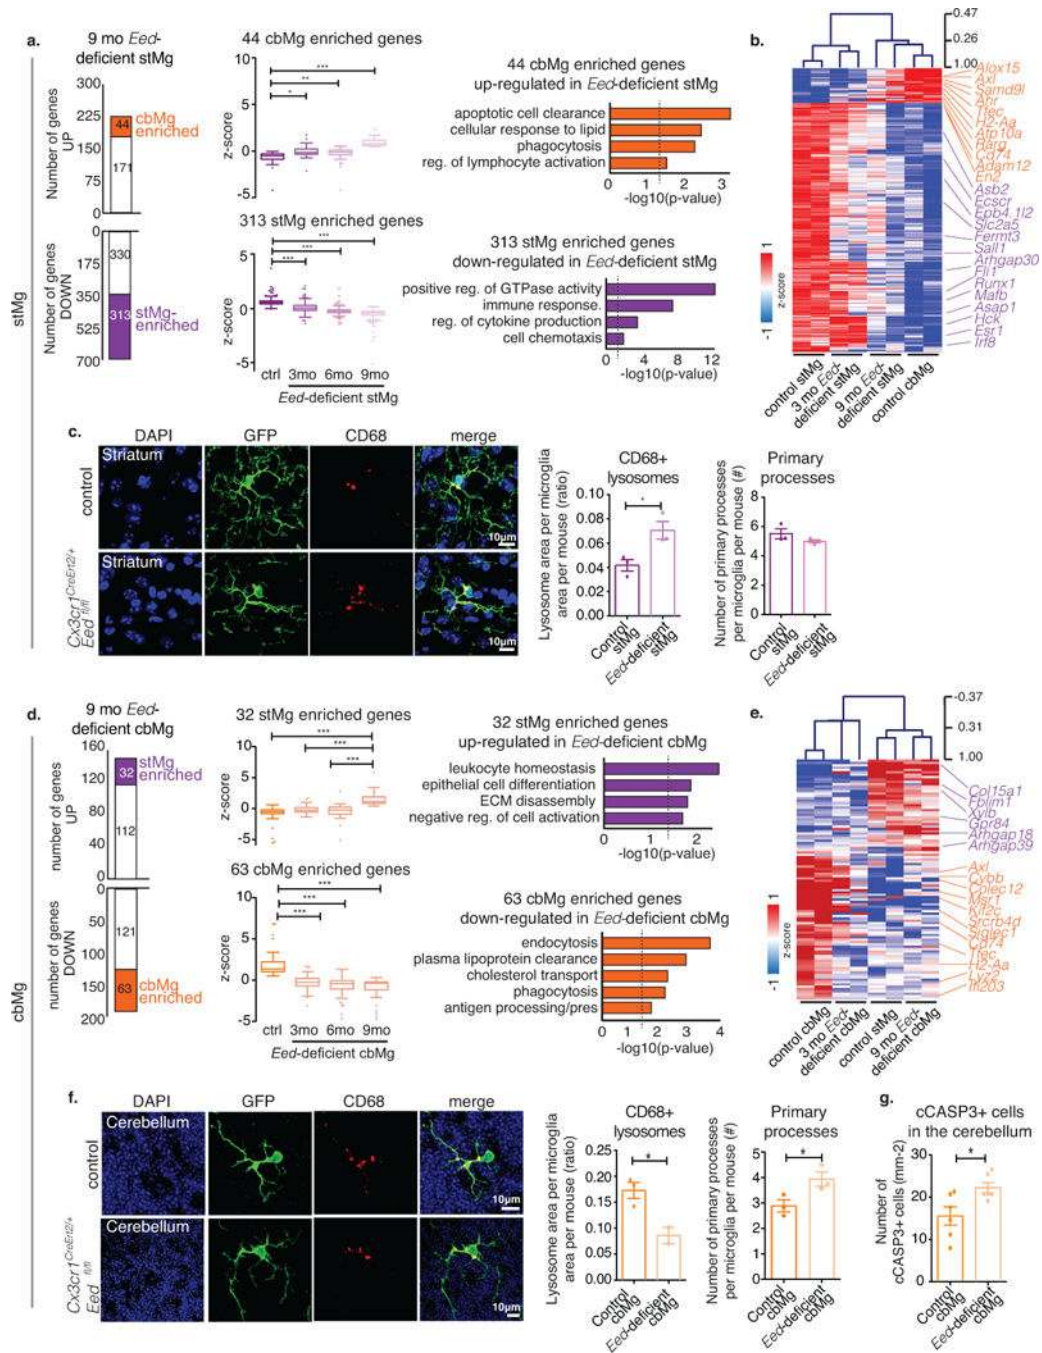 a.
9 mo Eed-
deficient stMg
300
225
150
75
0
Number of genes
UP
44
cbMg
enriched
171
0
175
350
525
700
Number of genes
DOWN
330
313
stMg-
enriched
stMg
44 cbMg enriched genes
10
5
0
-5
z-score
***
**
*
313 stMg enriched genes
5
0
-5
z-score
***
***
***
ctrl 3mo 6mo 9mo
Eed-deficient stMg
44 cbMg enriched genes
up-regulated in Eed-deficient stMg
apoptotic cell clearance
cellular response to lipid
phagocytosis
reg. of lymphocyte activation
0 1 2 3
-log10(p-value)
313 stMg enriched genes
down-regulated in Eed-deficient stMg
positive reg. of GTPase activity
immune response.
reg. of cytokine production
cell chemotaxis
0 4 8 12
-log10(p-value)
b.
0.47
0.26
1.00
Alox15
Axl
Samd9l
Ahr
Tfec
H2-Aa
Atp10a
Rarg
Cd74
Adam12
En2
Asb2
Ecscr
Epb4.1l2
Slc2a5
Fermt3
Sall1
Arhgap30
Fli1
Runx1
Mafb
Asap1
Hck
Esr1
Irf8
-1 1
z-score
control stMg
3 mo Eed-
deficient stMg
9 mo Eed-
deficient stMg
control cbMg
c.
DAPI GFP CD68 merge
control
Striatum
10µm
Cx3cr1CreErt2/+
Eed fl/fl
Striatum
10µm
CD68+
lysosomes
Lysosome area per microglia
area per mouse (ratio)
0.10
0.08
0.06
0.04
0.02
0.00
*
Control
stMg
Eed-deficient
stMg
Primary
processes
Number of primary processes
per microglia per mouse (#)
8
6
4
2
0
Control
stMg
Eed-deficient
stMg
d.
9 mo Eed-
deficient cbMg
160
120
80
40
0
number of genes
UP
32
stMg
enriched
112
0
50
100
150
200
number of genes
DOWN
121
63
cbMg
enriched
cbMg
32 stMg enriched genes
10
5
0
-5
z-score
***
***
***
63 cbMg enriched genes
10
5
0
-5
z-score
***
***
***
ctrl 3mo 6mo 9mo
Eed-deficient cbMg
32 stMg enriched genes
up-regulated in Eed-deficient cbMg
leukocyte homeostasis
epithelial cell differentiation
ECM disassembly
negative reg. of cell activation
0 1 2
-log10(p-value)
63 cbMg enriched genes
down-regulated in Eed-deficient cbMg
endocytosis
plasma lipoprotein clearance
cholesterol transport
phagocytosis
antigen processing/pres
0 1 2 3 4
-log10(p-value)
e.
-0.37
0.31
1.00
Col15a1
Fblim1
Xylb
Gpr84
Arhgap18
Arhgap39
Axl
Cybb
Colec12
Msr1
Kif2c
Srcrb4d
Siglec1
Cd74
Tfec
H2-Aa
Lyz2
Ifi203
-1 1
z-score
control cbMg
3 mo Eed-
deficient cbMg
control stMg
9 mo Eed-
deficient cbMg
f.
DAPI GFP CD68 merge
control
Cerebellum
10µm
Cx3cr1CreErt2/+
Eed fl/fl
Cerebellum
10µm
CD68+
lysosomes
Lysosome area per microglia
area per mouse (ratio)
0.25
0.20
0.15
0.10
0.05
0.00
*
Control
cbMg
Eed-deficient
cbMg
Primary
processes
Number of primary processes
per microglia per mouse (#)
5
4
3
2
1
0
*
Control
cbMg
Eed-deficient
cbMg
g.
cCASP3+ cells
in the cerebellum
Number of
cCASP3+ cells (mm-2)
30
20
10
0
*
Control
cbMg
Eed-deficient
cbMg